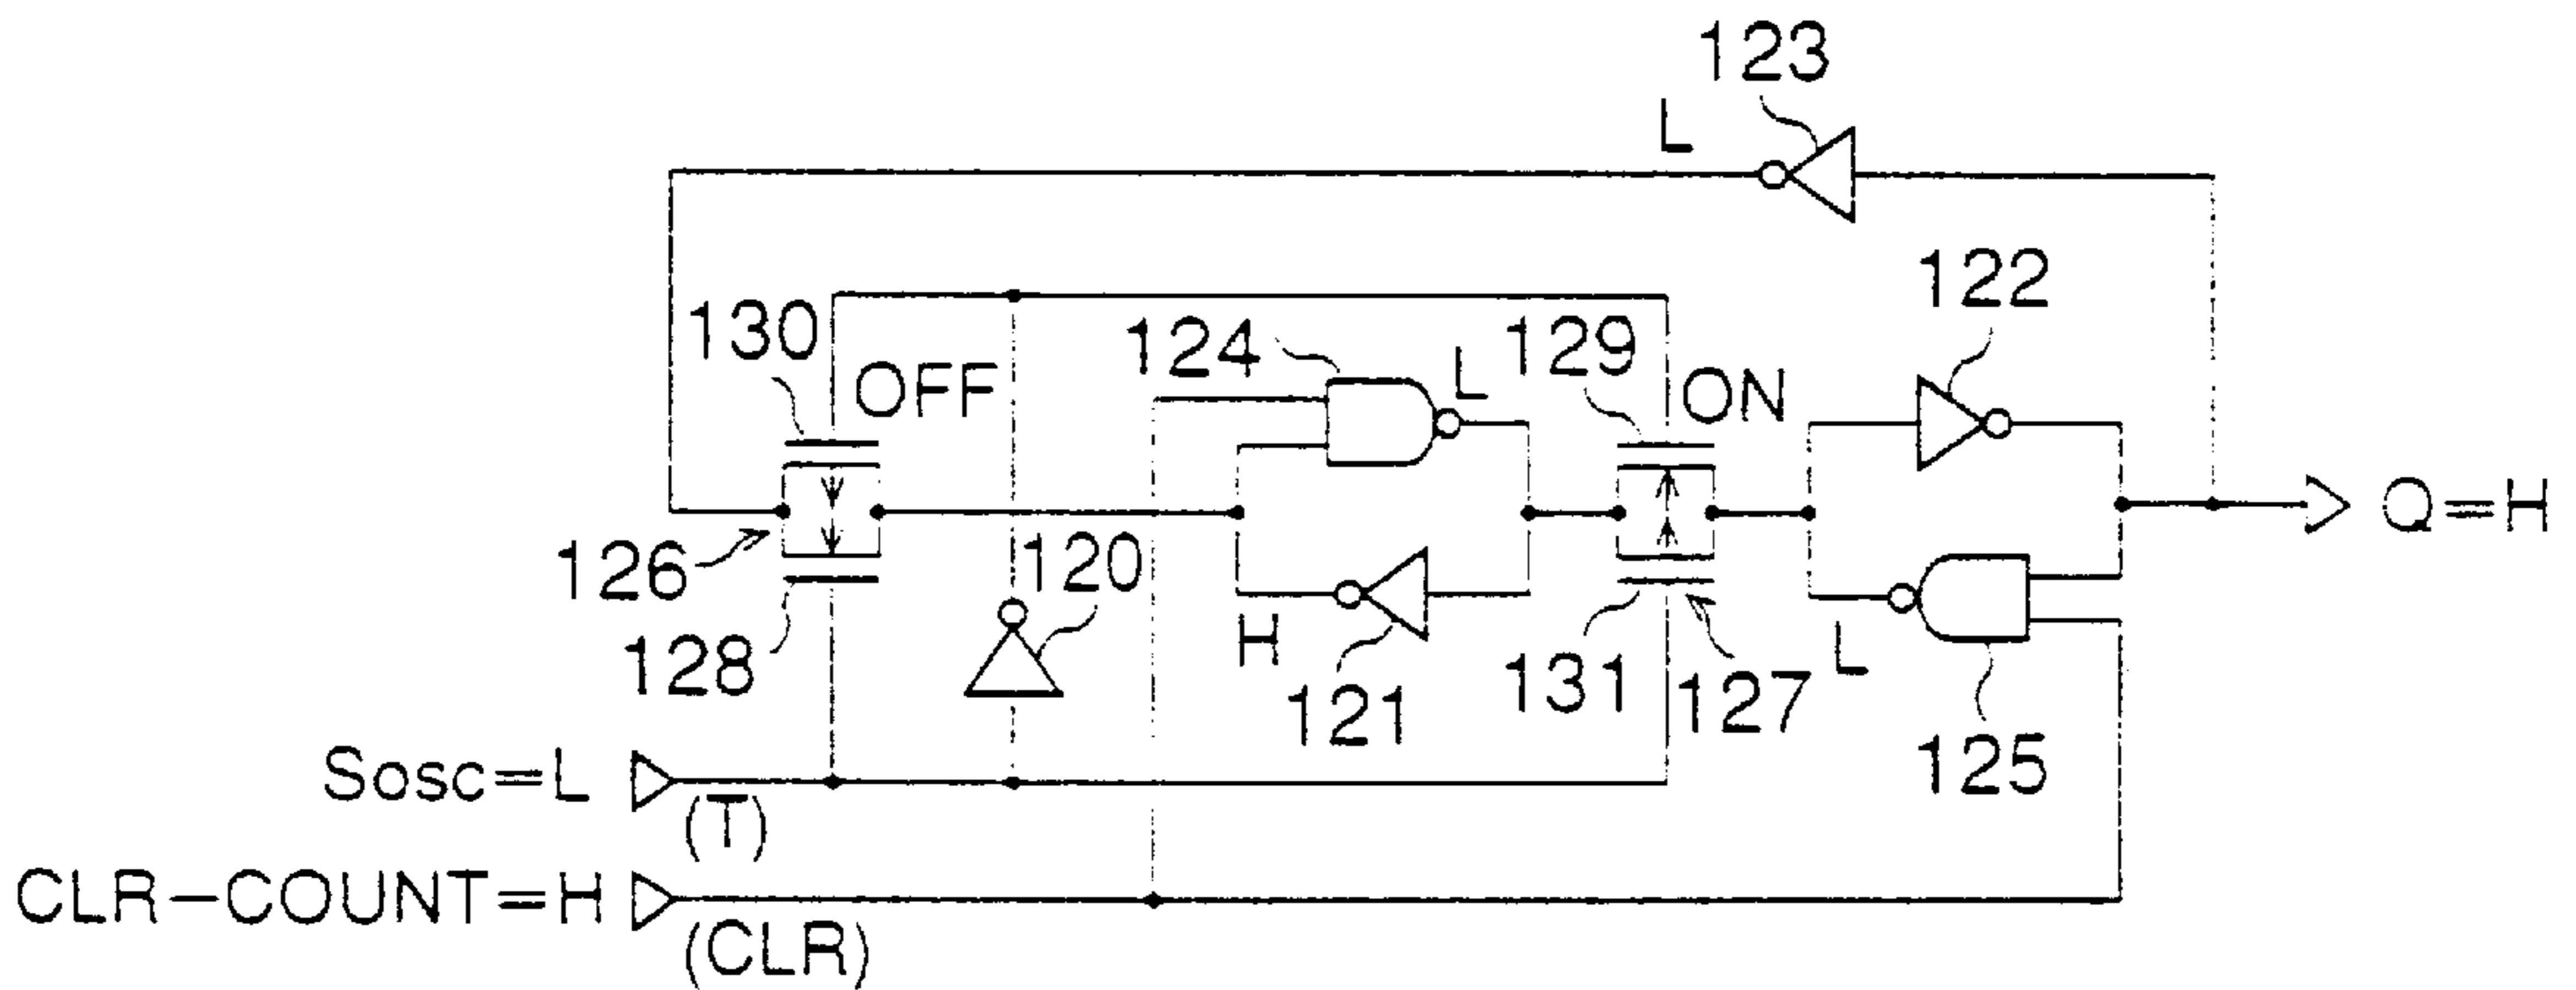 123
L
122
130
OFF
124
L
129
ON
Q=H
126
120
H
128
121
131
127
L
125
Sosc=L
(T)
CLR-COUNT=H
(CLR)